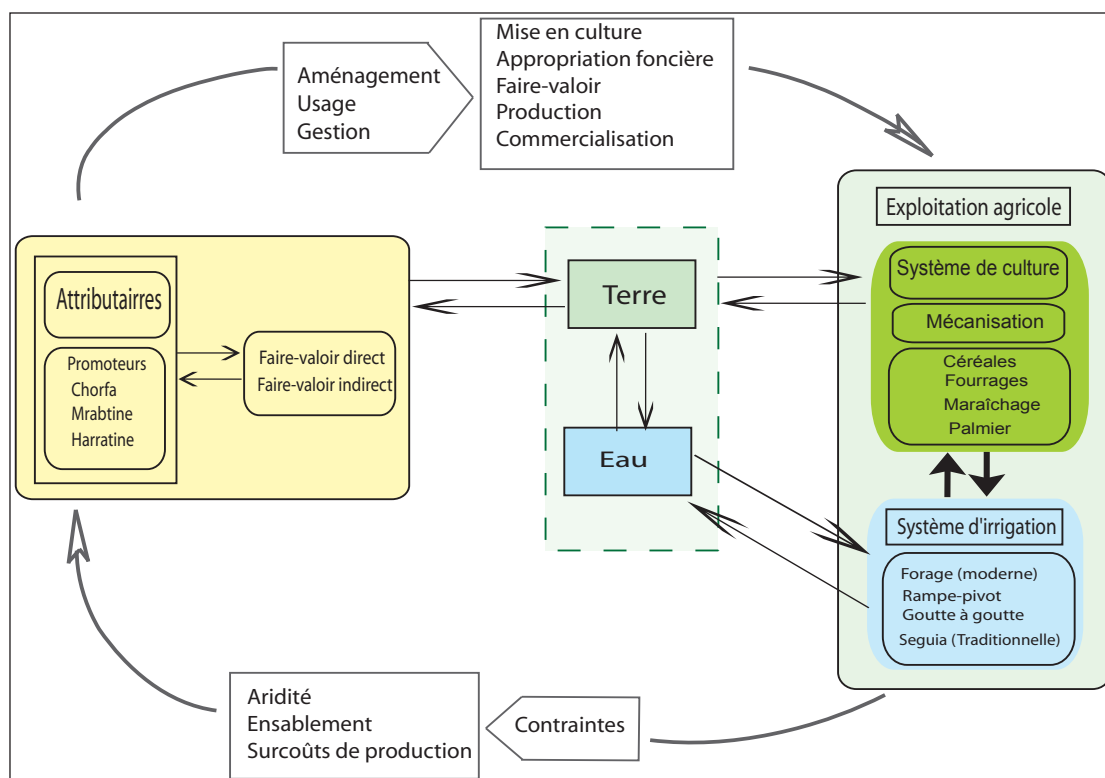 Aménagement
Usage
Gestion
Mise en culture
Appropriation foncière
Faire-valoir
Production
Commercialisation
Attributairres
Promoteurs
Chorfa
Mrabtine
Harratine
Faire-valoir direct
Faire-valoir indirect
Terre
Eau
Exploitation agricole
Système de culture
Mécanisation
Céréales
Fourrages
Maraîchage
Palmier
Système d'irrigation
Forage (moderne)
Rampe-pivot
Goutte à goutte
Seguia (Traditionnelle)
Contraintes
Aridité
Ensablement
Surcoûts de production